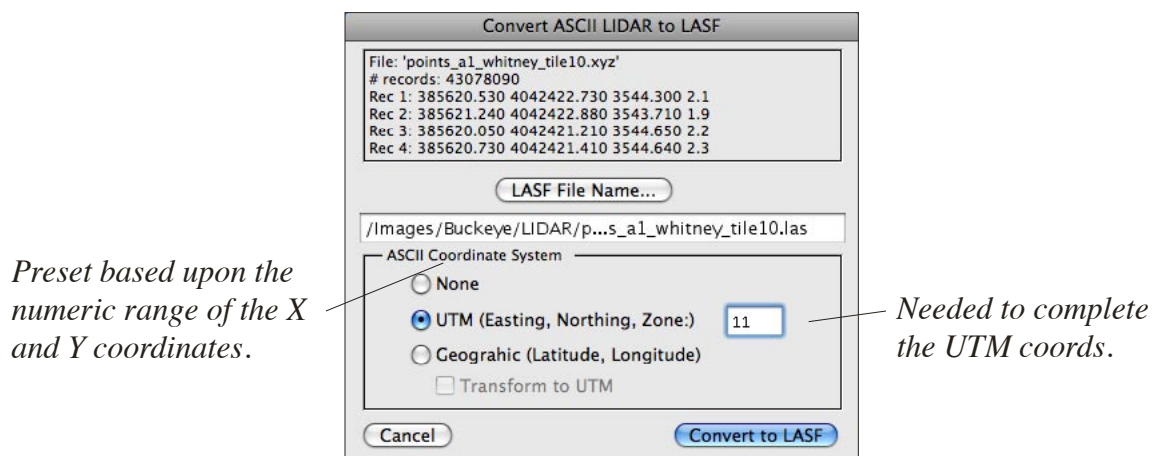 Convert ASCII LIDAR to LASF
File: 'points_a1_whitney_tile10.xyz'
# records: 43078090
Rec 1: 385620.530 4042422.730 3544.300 2.1
Rec 2: 385621.240 4042422.880 3543.710 1.9
Rec 3: 385620.050 4042421.210 3544.650 2.2
Rec 4: 385620.730 4042421.410 3544.640 2.3
LASF File Name...
/Images/Buckeye/LIDAR/p...s_a1_whitney_tile10.las
ASCII Coordinate System
None
UTM (Easting, Northing, Zone:) 11
Geograhic (Latitude, Longitude)
Transform to UTM
Cancel
Convert to LASF
Preset based upon the
numeric range of the X
and Y coordinates.
Needed to complete
the UTM coords.